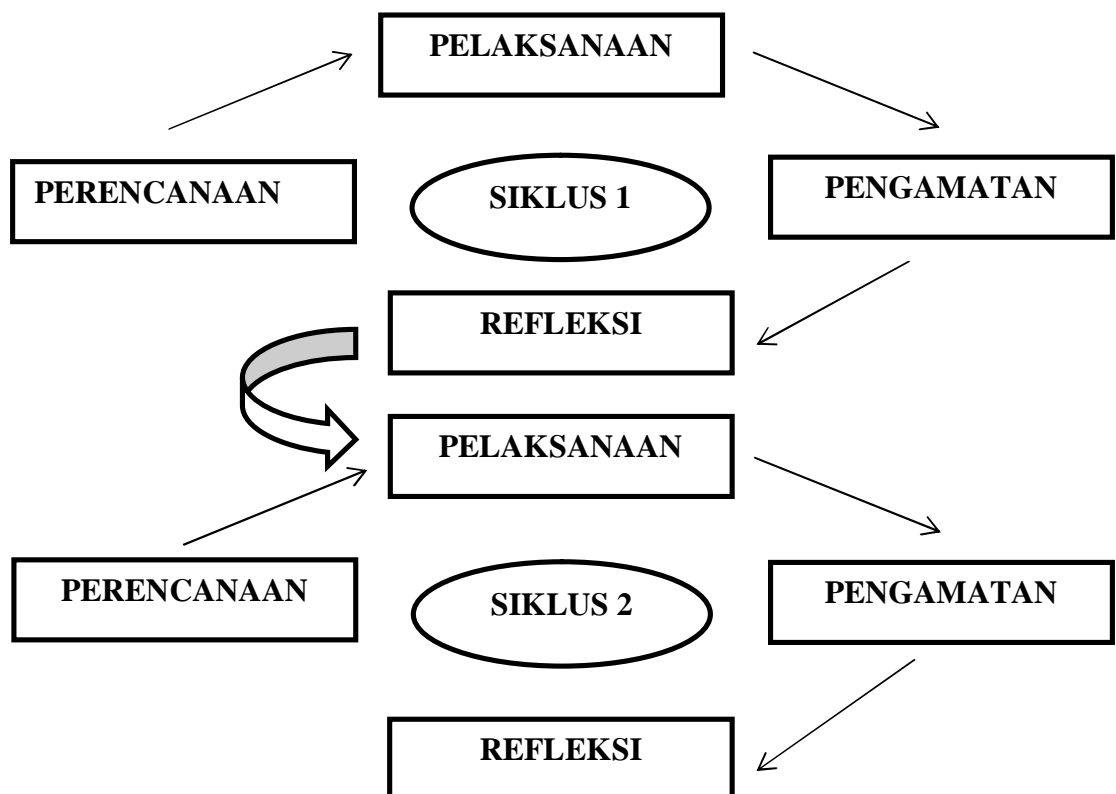 PELAKSANAAN
PERENCANAAN
SIKLUS 1
PENGAMATAN
REFLEKSI
PELAKSANAAN
PERENCANAAN
SIKLUS 2
PENGAMATAN
REFLEKSI